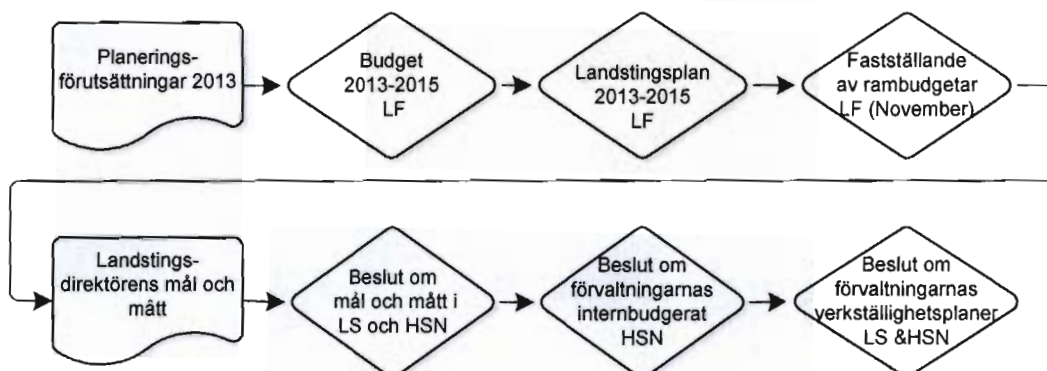 Planerings-
förutsättningar 2013
Budget
2013-2015
LF
Landstingsplan
2013-2015
LF
Fastställande
av rambudgetar
LF (November)
Landstings-
direktörens mål och
mått
Beslut om
mål och mått i
LS och HSN
Beslut om
förvaltningarnas
internbudgerat
HSN
Beslut om
förvaltningarnas
verkställighetsplaner
LS &HSN